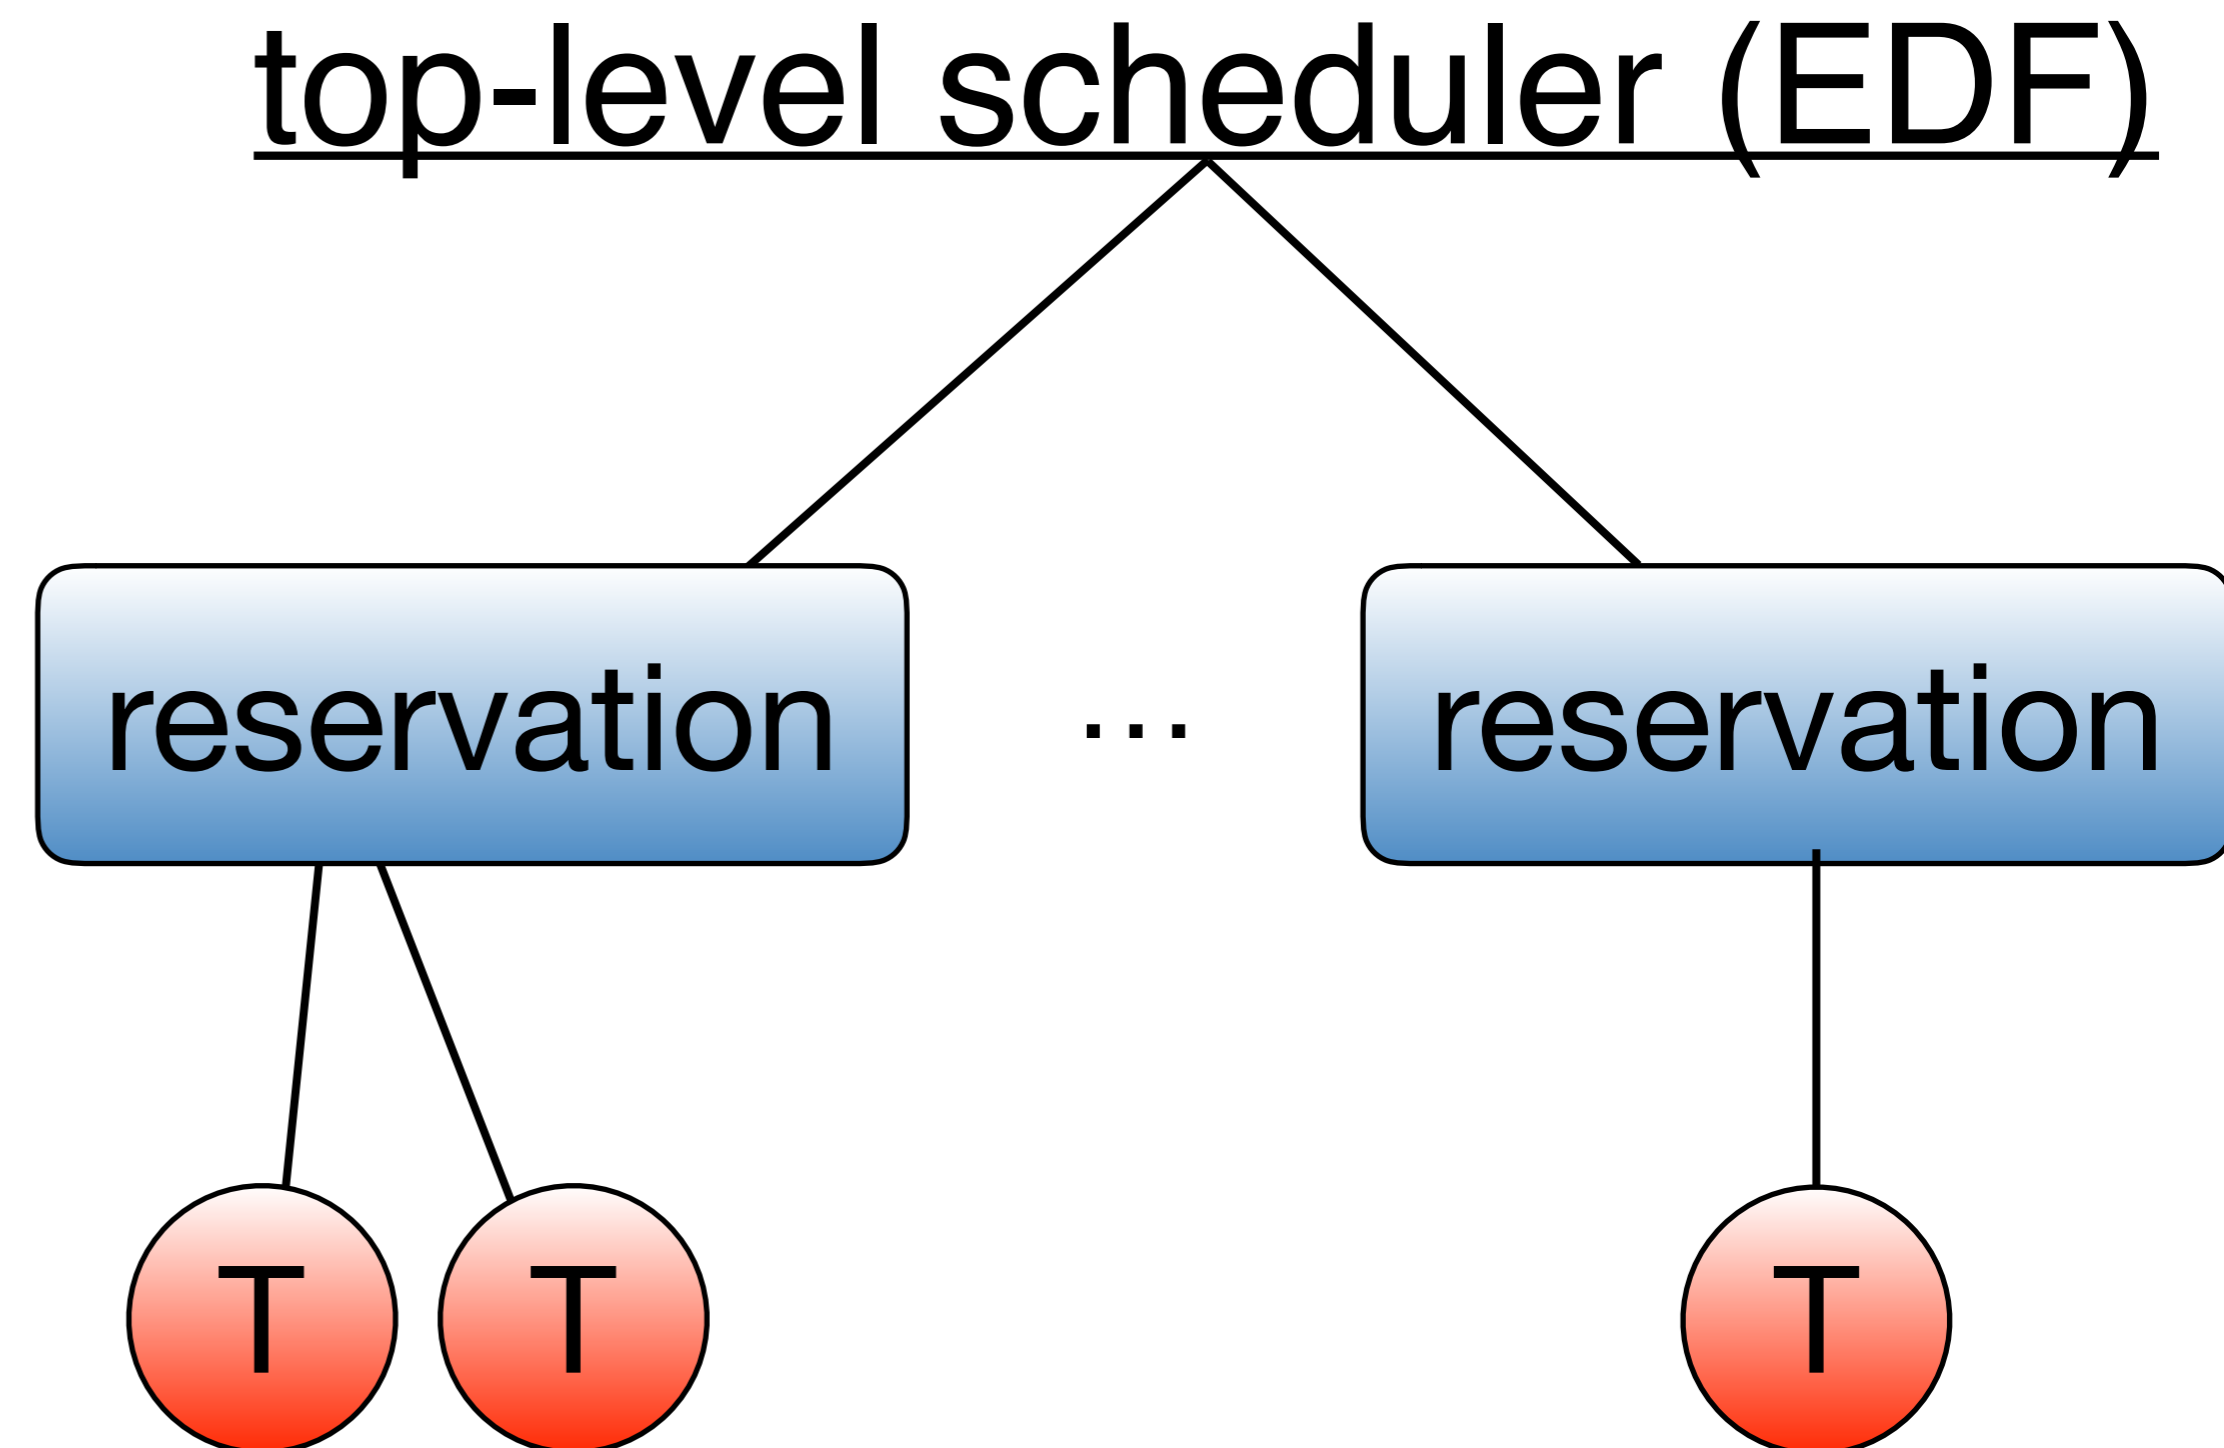 top-level scheduler (EDF)
reservation ... reservation
T T T